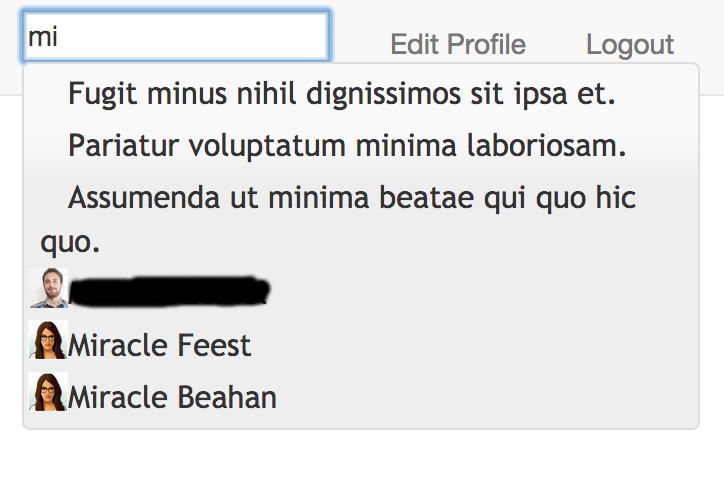 mi
Edit Profile Logout
Fugit minus nihil dignissimos sit ipsa et.
Pariatur voluptatum minima laboriosam.
Assumenda ut minima beatae qui quo hic
quo.
Miracle Feest
Miracle Beahan